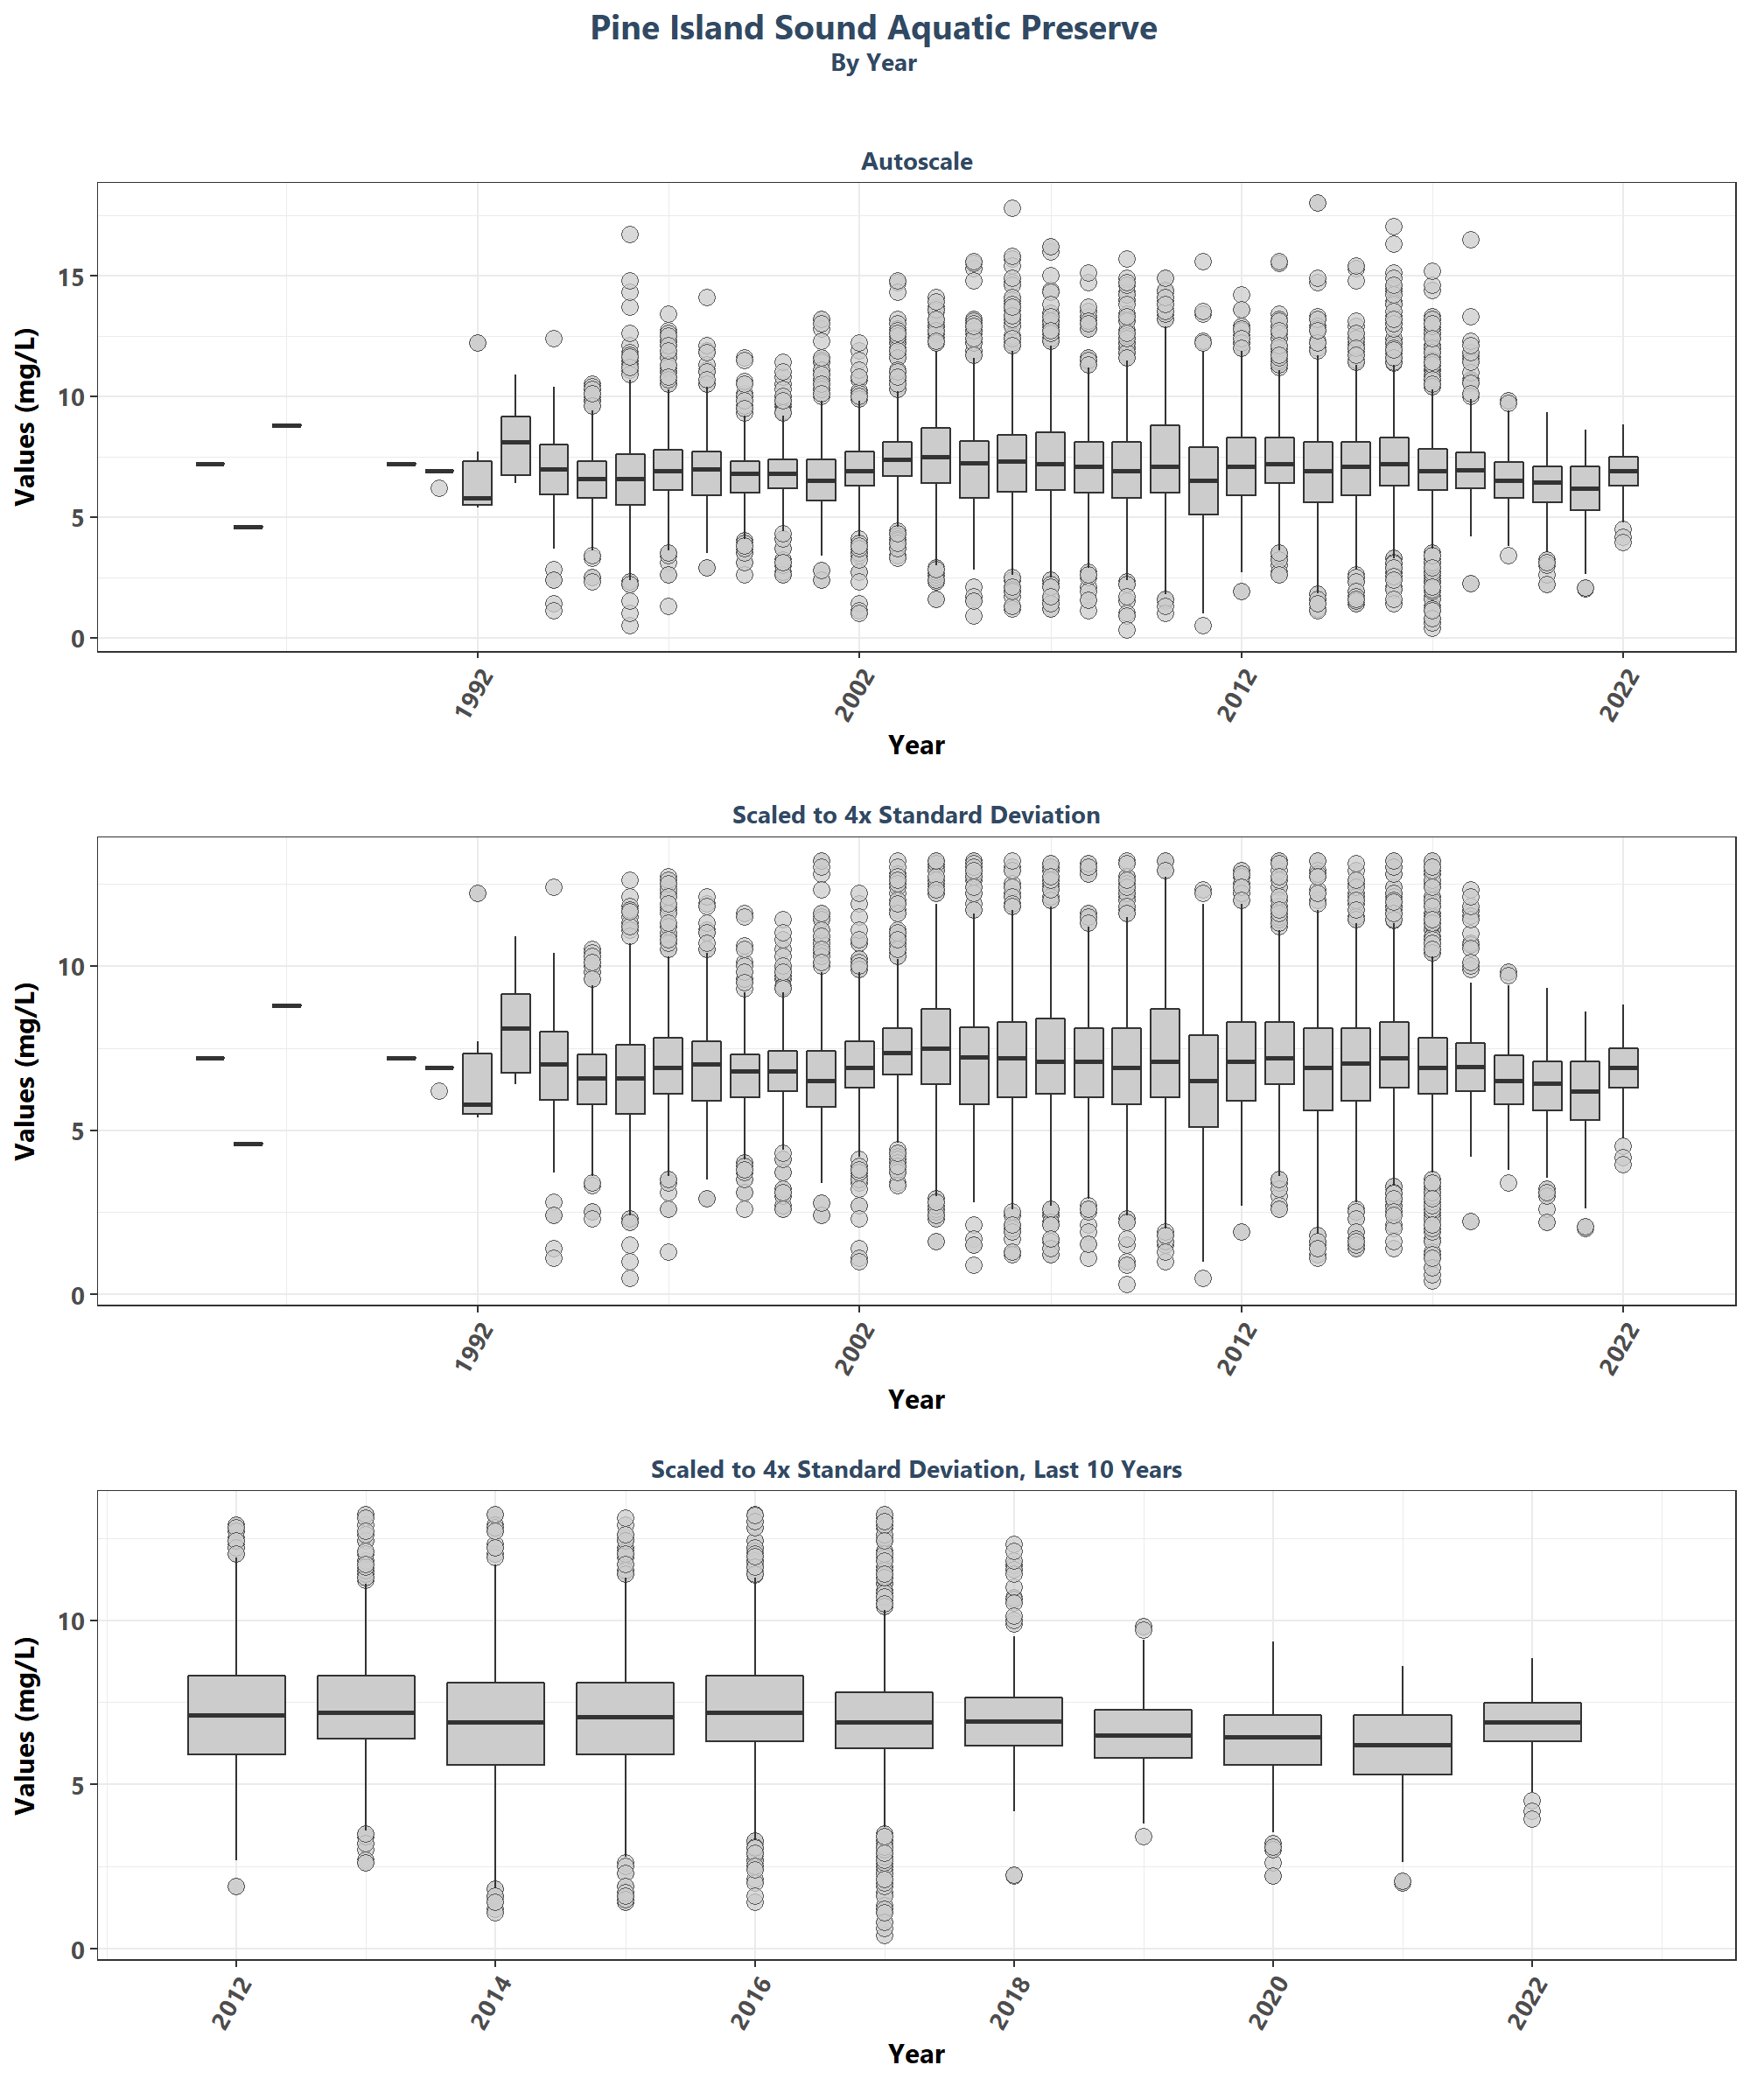 Pine Island Sound Aquatic Preserve
By Year
Autoscale
Values (mg/L)
15
10
5
0
1992
2002
2012
2022
Year
Scaled to 4x Standard Deviation
Values (mg/L)
10
5
0
1992
2002
2012
2022
Year
Scaled to 4x Standard Deviation, Last 10 Years
Values (mg/L)
10
5
0
2012
2014
2016
2018
2020
2022
Year